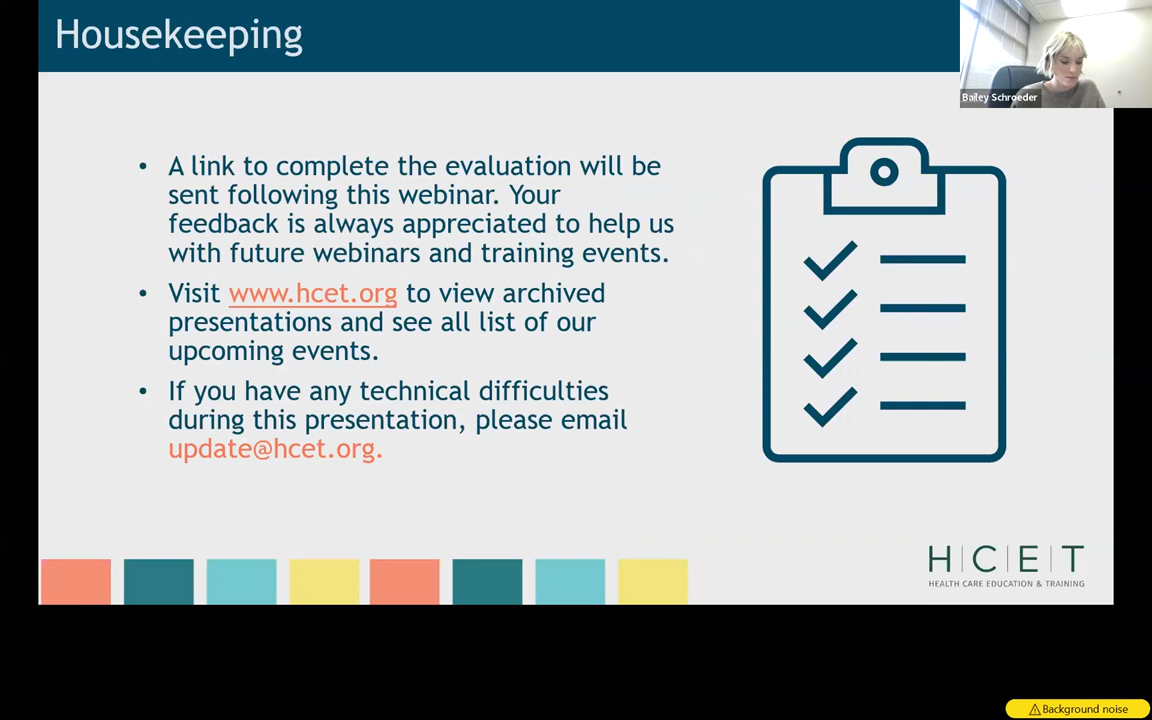 Housekeeping
Bailey Schroeder
• A link to complete the evaluation will be
sent following this webinar. Your
feedback is always appreciated to help us
with future webinars and training events.
• Visit www.hcet.org to view archived
presentations and see all list of our
upcoming events.
• If you have any technical difficulties
during this presentation, please email
update@hcet.org.
H|C|E|T
HEALTH CARE EDUCATION & TRAINING
Background noise